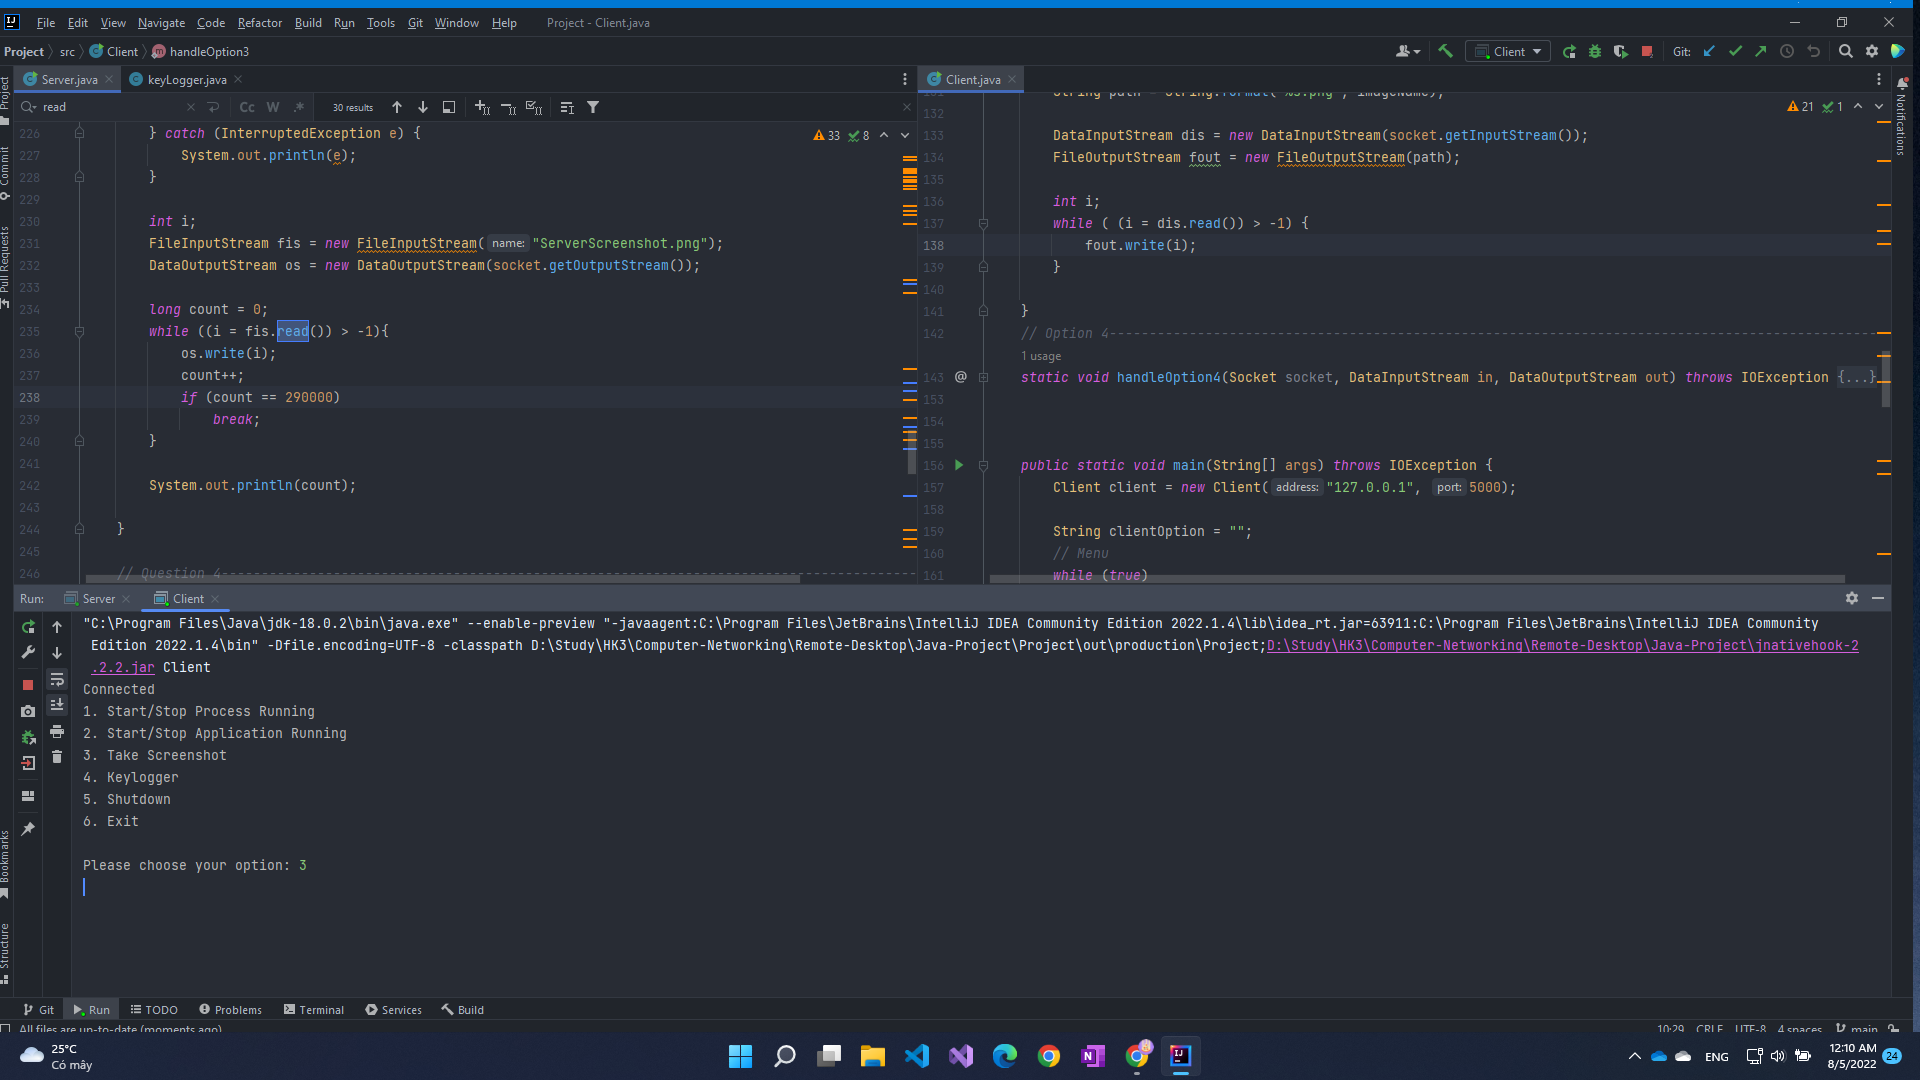 File Edit View Navigate Code Refactor Build Run Tools Git Window Help Project - Client.java
Project src Client handleOption3
Client
Git:
Project
Commit
Pull Requests
Bookmarks
Structure
Server.java keyLogger.java
read Cc W .* 30 results
33 8
226 } catch (InterruptedException e) {
227 System.out.println(e);
228 }
229
230 int i;
231 FileInputStream fis = new FileInputStream( name: "ServerScreenshot.png");
232 DataOutputStream os = new DataOutputStream(socket.getOutputStream());
233
234 long count = 0;
235 while ((i = fis.read()) > -1){
236 os.write(i);
237 count++;
238 if (count == 290000)
239 break;
240 }
241
242 System.out.println(count);
243
244 }
245
246 // Question 4--------------------
Client.java
21 1
131 String path = String.format("%s.png", imageName);
132
133 DataInputStream dis = new DataInputStream(socket.getInputStream());
134 FileOutputStream fout = new FileOutputStream(path);
135
136 int i;
137 while ( (i = dis.read()) > -1) {
138 fout.write(i);
139 }
140
141 }
142 // Option 4--------------------
1 usage
143 @ static void handleOption4(Socket socket, DataInputStream in, DataOutputStream out) throws IOException {...}
153
154
155
156 public static void main(String[] args) throws IOException {
157 Client client = new Client( address: "127.0.0.1", port: 5000);
158
159 String clientOption = "";
160 // Menu
161 while (true)
Notifications
Run: Server Client
"C:\Program Files\Java\jdk-18.0.2\bin\java.exe" --enable-preview "-javaagent:C:\Program Files\JetBrains\IntelliJ IDEA Community Edition 2022.1.4\lib\idea_rt.jar=63911:C:\Program Files\JetBrains\IntelliJ IDEA Community
Edition 2022.1.4\bin" -Dfile.encoding=UTF-8 -classpath D:\Study\HK3\Computer-Networking\Remote-Desktop\Java-Project\Project\out\production\Project;D:\Study\HK3\Computer-Networking\Remote-Desktop\Java-Project\jnativehook-2
.2.2.jar Client
Connected
1. Start/Stop Process Running
2. Start/Stop Application Running
3. Take Screenshot
4. Keylogger
5. Shutdown
6. Exit
Please choose your option: 3
Git Run TODO Problems Terminal Services Build
All files are up-to-date (moments ago) 10:29 CRLF UTF-8 4 spaces main
25°C
Có mây
ENG
12:10 AM
8/5/2022
24